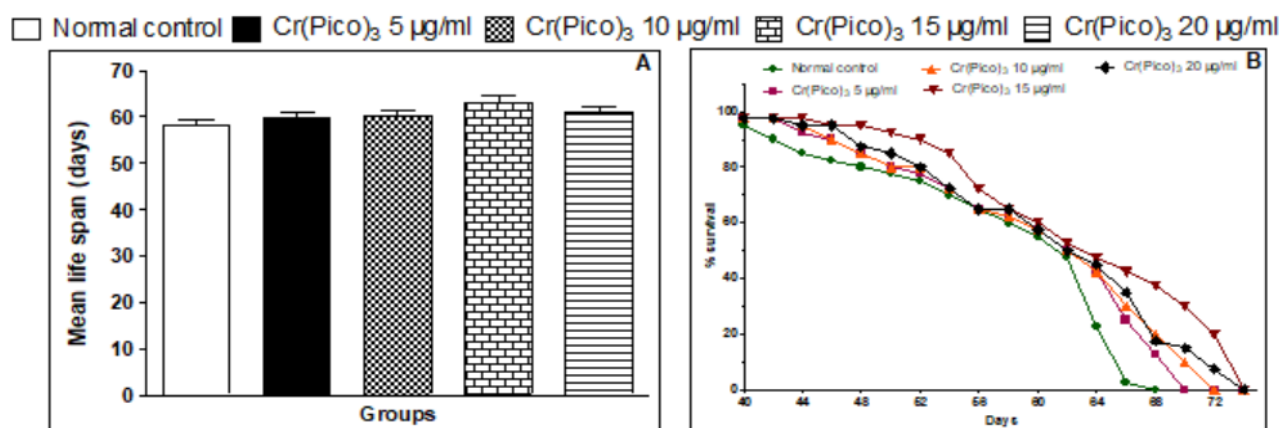 Normal control Cr(Pico)₃ 5 µg/ml Cr(Pico)₃ 10 µg/ml Cr(Pico)₃ 15 µg/ml Cr(Pico)₃ 20 µg/ml
A
Mean life span (days)
70
60
50
40
30
20
10
0
Groups
B
Normal control Cr(Pico)₃ 10 µg/ml Cr(Pico)₃ 20 µg/ml
Cr(Pico)₃ 5 µg/ml Cr(Pico)₃ 15 µg/ml
% survival
100
80
60
40
20
0
40 44 48 52 56 60 64 68 72
Days